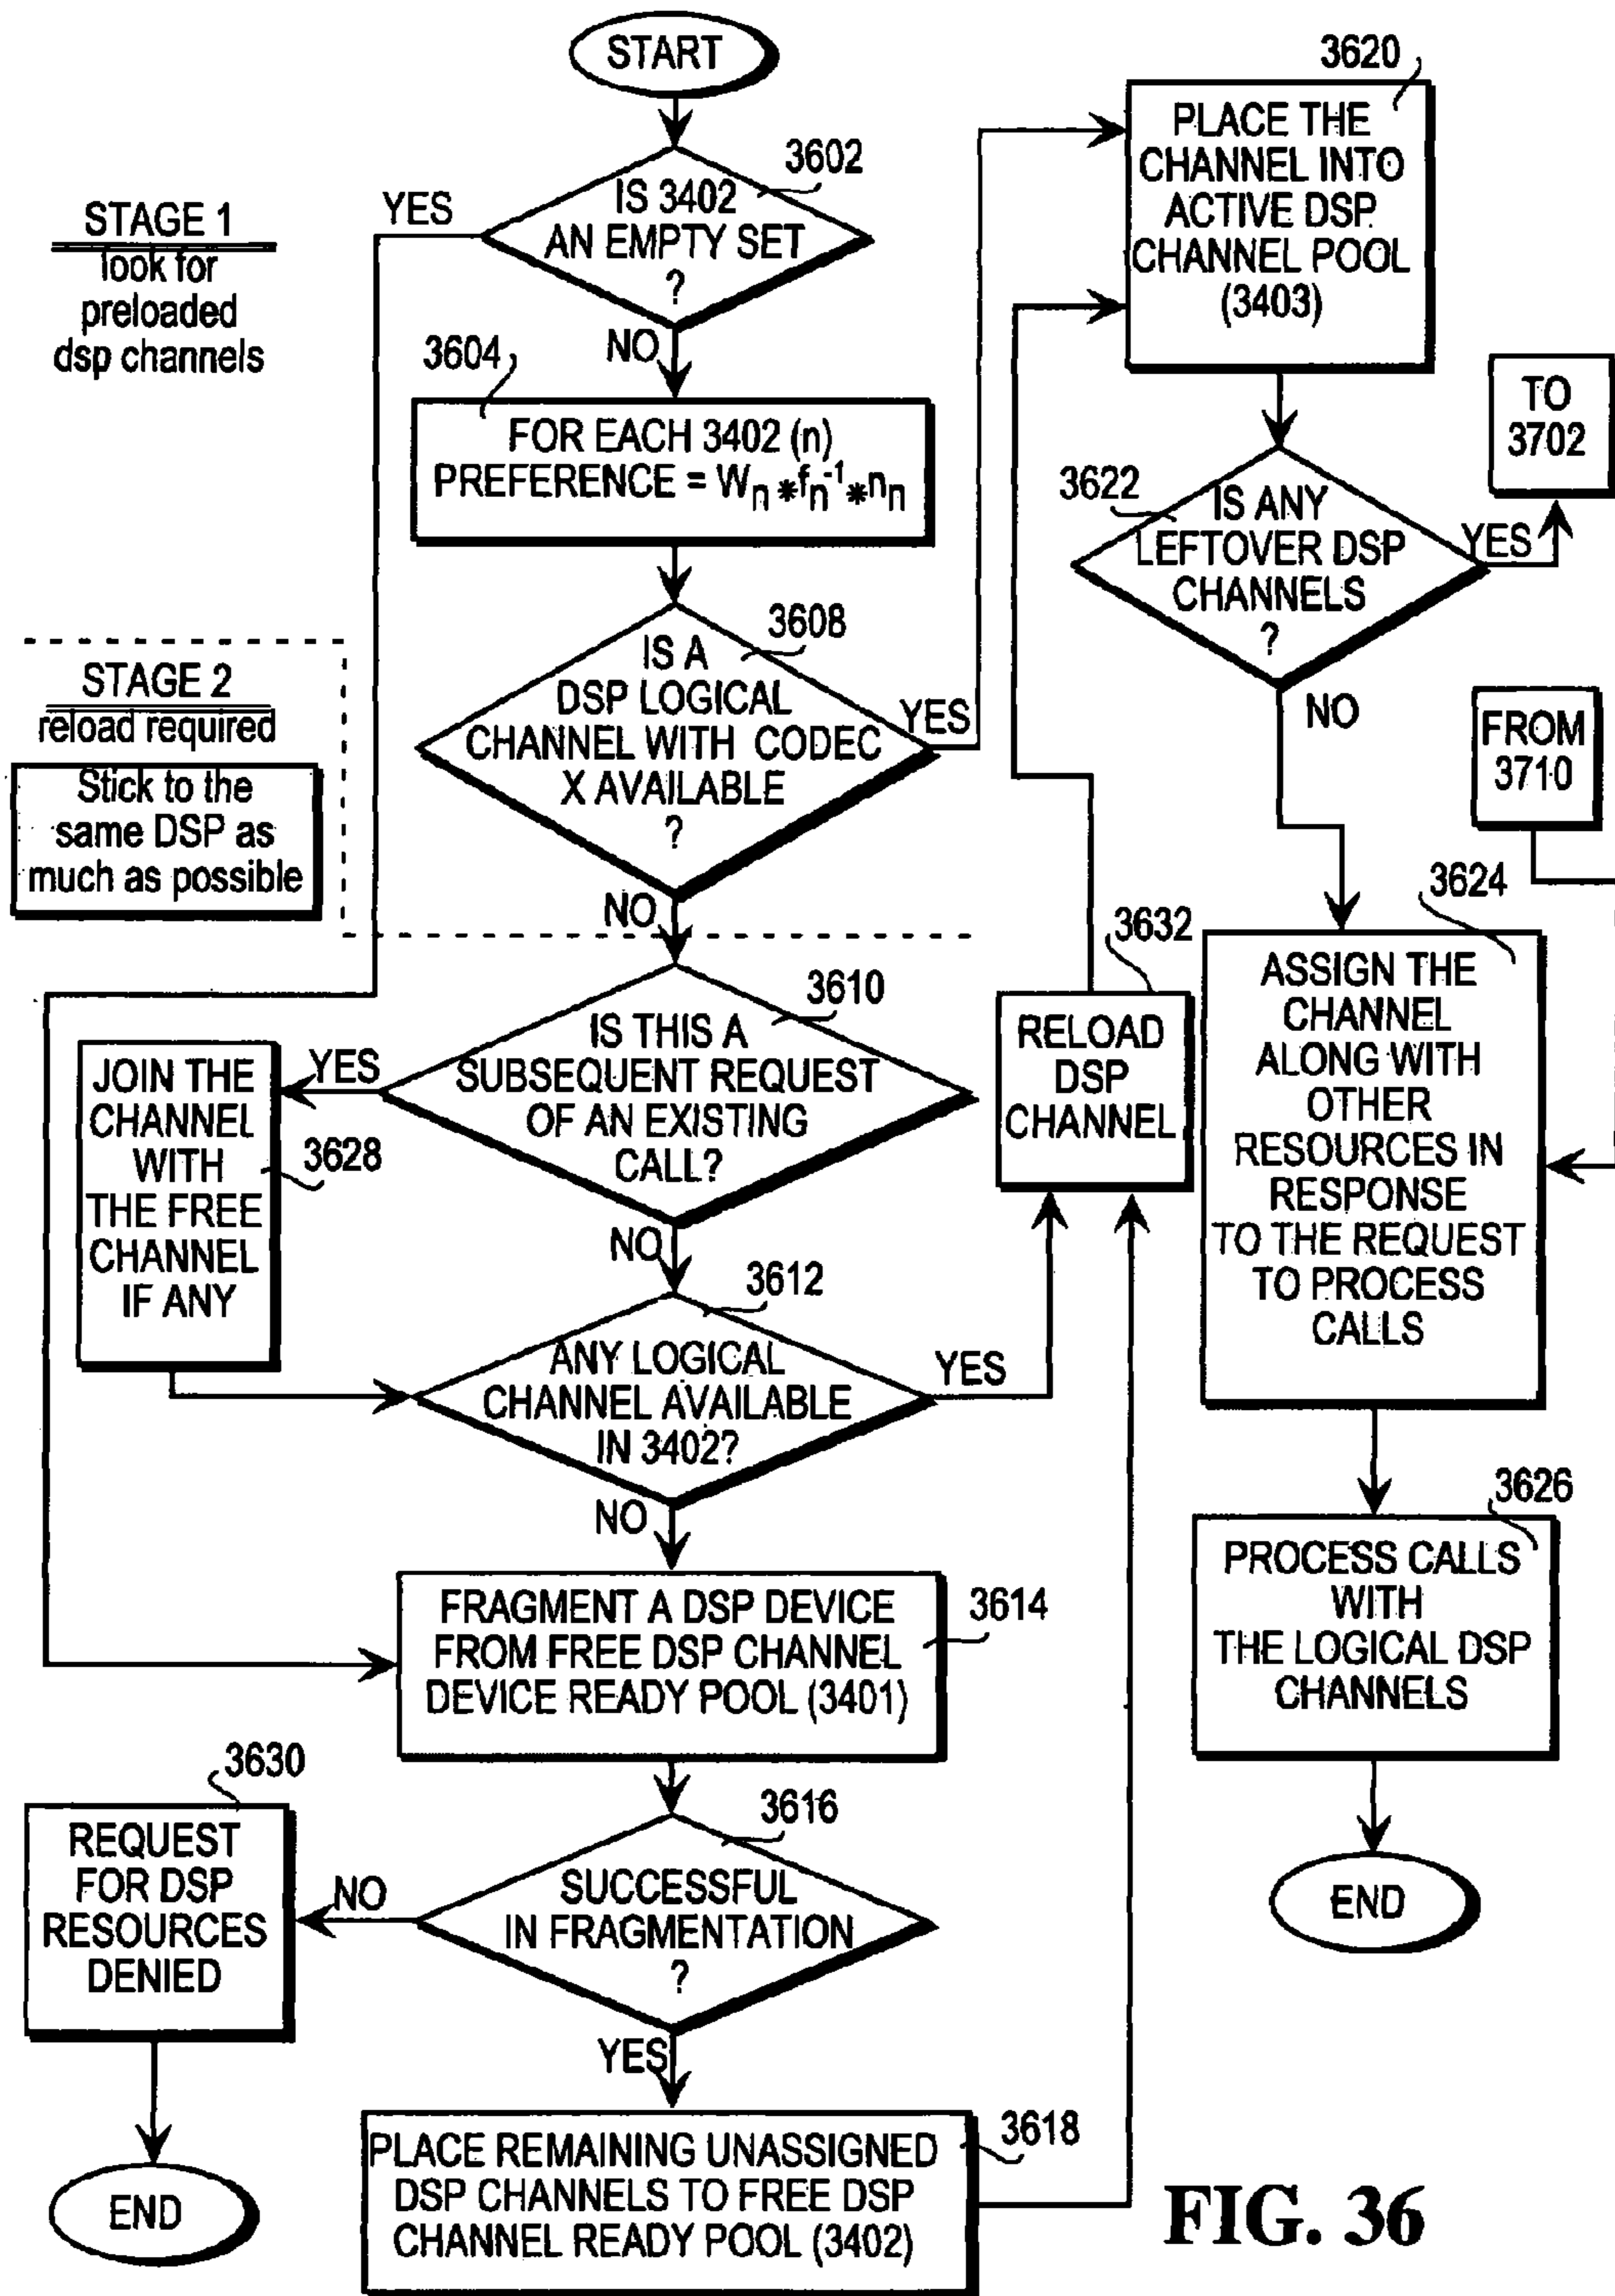 START
3602
IS 3402
AN EMPTY SET
?
YES
NO
STAGE 1
look for
preloaded
dsp channels
3604
FOR EACH 3402 (n)
PREFERENCE = Wn * fn^-1 * nn
3608
IS A
DSP LOGICAL
CHANNEL WITH CODEC
X AVAILABLE
?
YES
NO
STAGE 2
reload required
Stick to the
same DSP as
much as possible
3610
IS THIS A
SUBSEQUENT REQUEST
OF AN EXISTING
CALL?
YES
NO
JOIN THE
CHANNEL
WITH
THE FREE
CHANNEL
IF ANY
3628
3612
ANY LOGICAL
CHANNEL AVAILABLE
IN 3402?
YES
NO
FRAGMENT A DSP DEVICE
FROM FREE DSP CHANNEL
DEVICE READY POOL (3401)
3614
3616
SUCCESSFUL
IN FRAGMENTATION
?
NO
YES
3630
REQUEST
FOR DSP
RESOURCES
DENIED
END
PLACE REMAINING UNASSIGNED
DSP CHANNELS TO FREE DSP
CHANNEL READY POOL (3402)
3618
3632
RELOAD
DSP
CHANNEL
3620
PLACE THE
CHANNEL INTO
ACTIVE DSP
CHANNEL POOL
(3403)
3622
IS ANY
LEFTOVER DSP
CHANNELS
?
YES
NO
TO
3702
FROM
3710
3624
ASSIGN THE
CHANNEL
ALONG WITH
OTHER
RESOURCES IN
RESPONSE
TO THE REQUEST
TO PROCESS
CALLS
3626
PROCESS CALLS
WITH
THE LOGICAL DSP
CHANNELS
END
FIG. 36